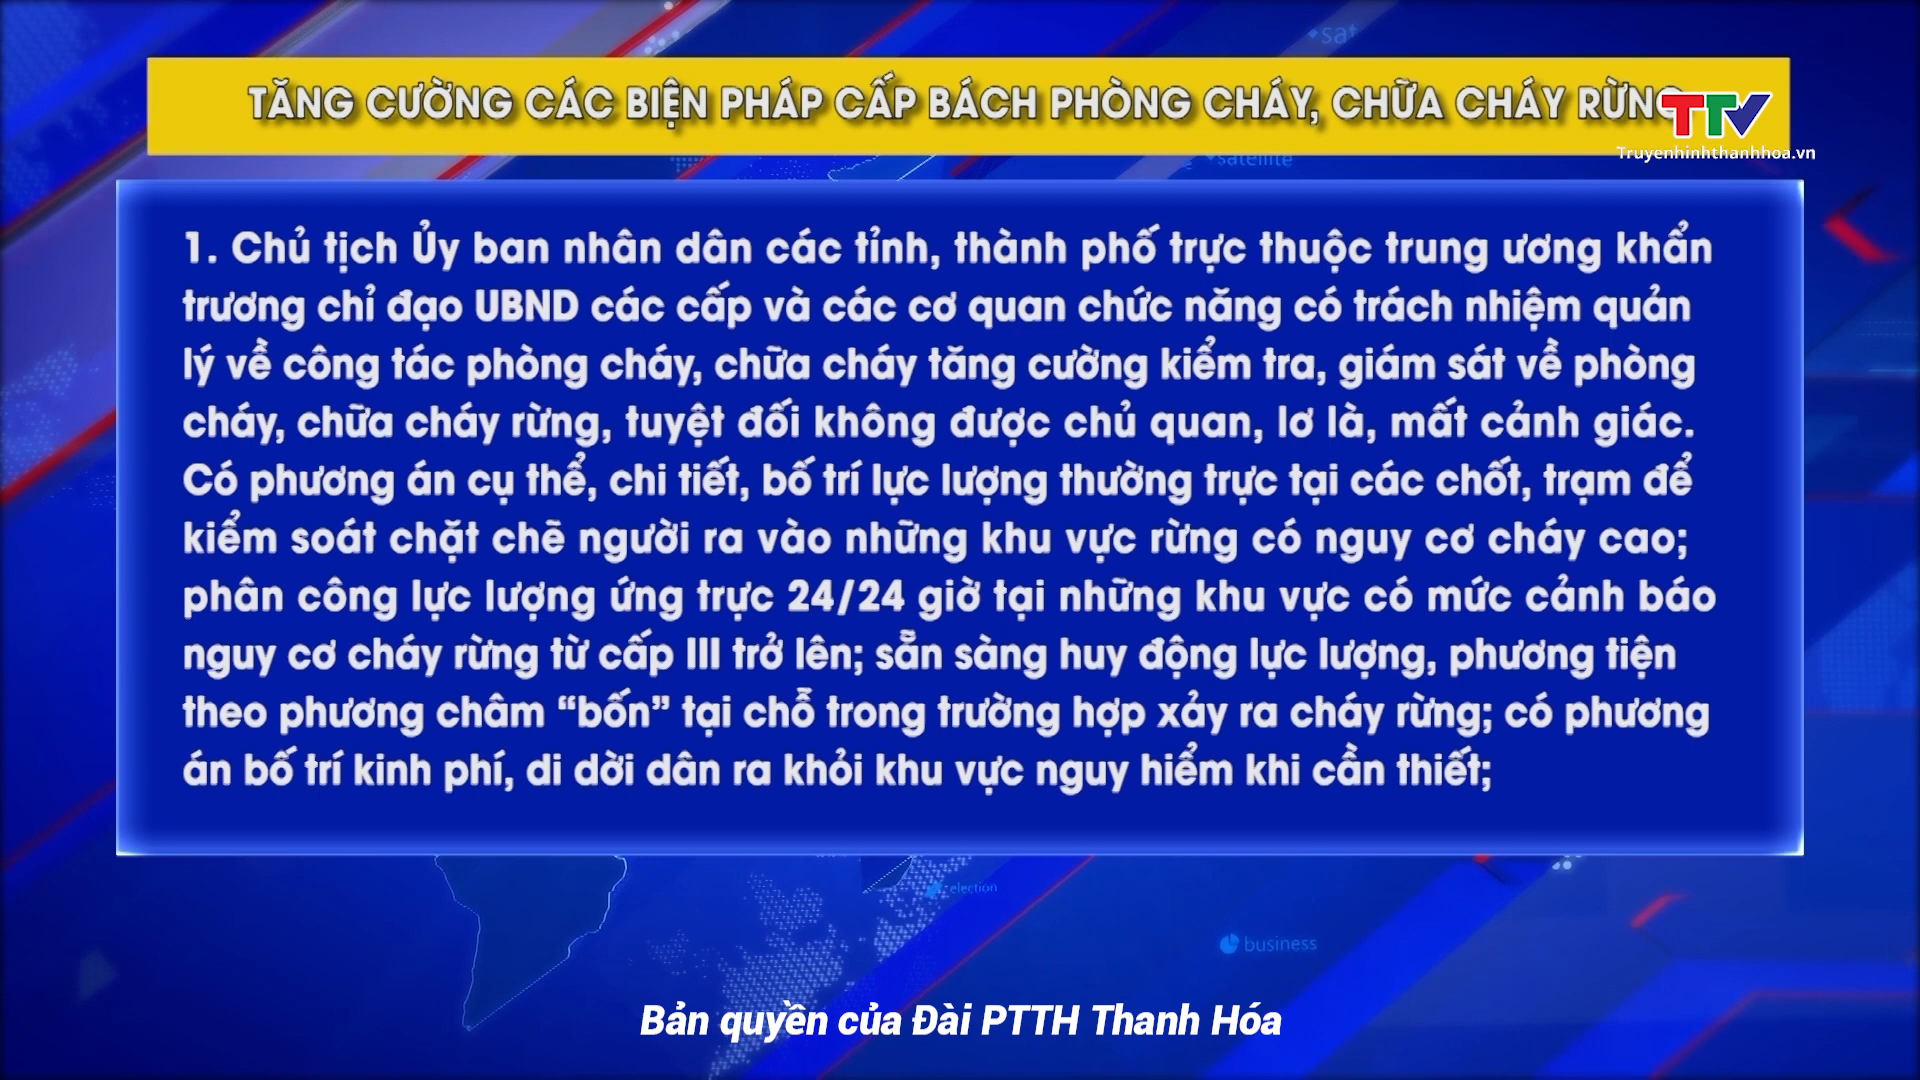 sat
TĂNG CƯỜNG CÁC BIỆN PHÁP CẤP BÁCH PHÒNG CHÁY, CHỮA CHÁY RỪNG
TTV
Truyenhinhthanhhoa.vn
satellite
1. Chủ tịch Ủy ban nhân dân các tỉnh, thành phố trực thuộc trung ương khẩn
trương chỉ đạo UBND các cấp và các cơ quan chức năng có trách nhiệm quản
lý về công tác phòng cháy, chữa cháy tăng cường kiểm tra, giám sát về phòng
cháy, chữa cháy rừng, tuyệt đối không được chủ quan, lơ là, mất cảnh giác.
Có phương án cụ thể, chi tiết, bố trí lực lượng thường trực tại các chốt, trạm để
kiểm soát chặt chẽ người ra vào những khu vực rừng có nguy cơ cháy cao;
phân công lực lượng ứng trực 24/24 giờ tại những khu vực có mức cảnh báo
nguy cơ cháy rừng từ cấp III trở lên; sẵn sàng huy động lực lượng, phương tiện
theo phương châm “bốn” tại chỗ trong trường hợp xảy ra cháy rừng; có phương
án bố trí kinh phí, di dời dân ra khỏi khu vực nguy hiểm khi cần thiết;
election
business
Bản quyền của Đài PTTH Thanh Hóa